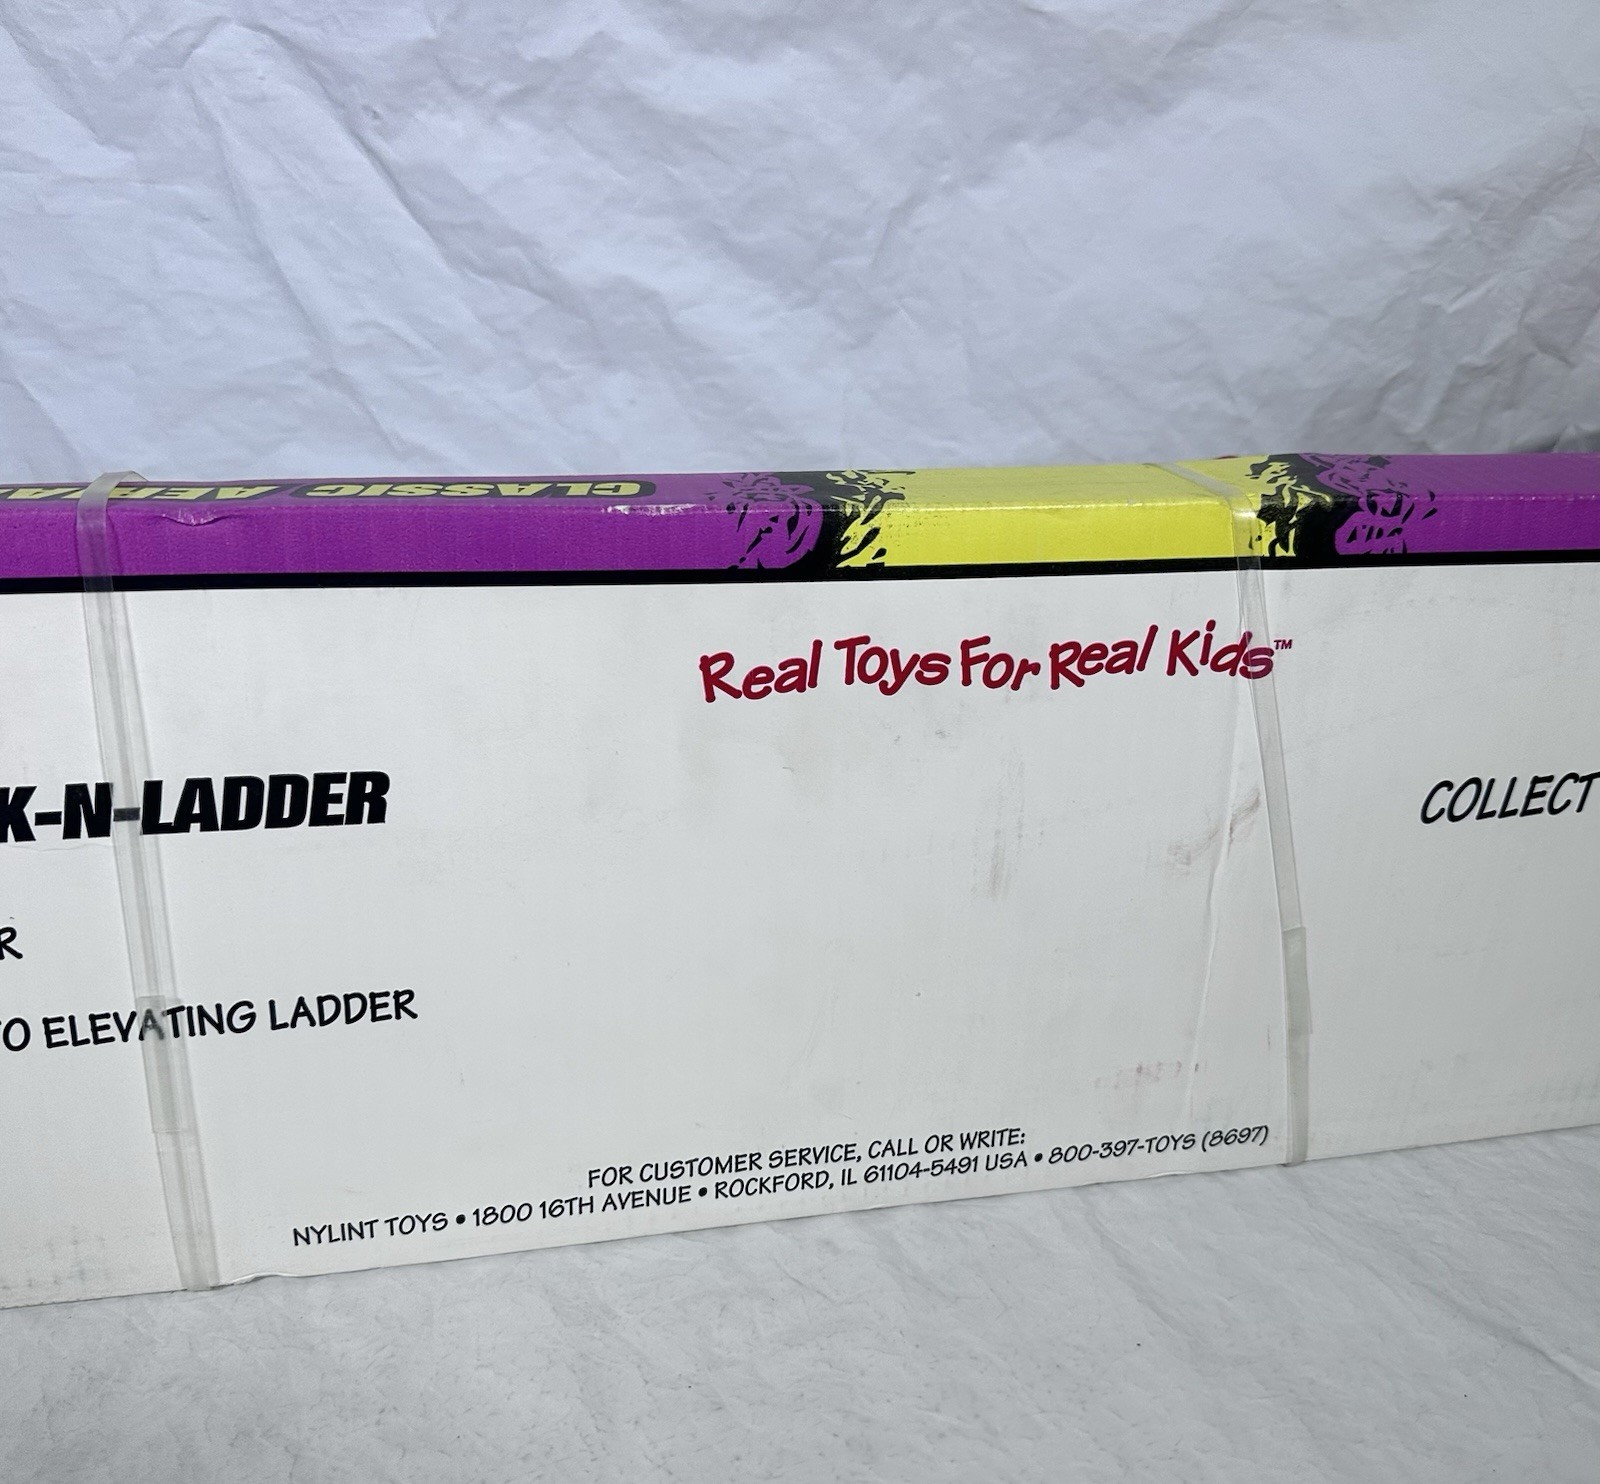 CLASSIC
Real Toys For Real Kids™
K-N-LADDER
COLLECT
R
TO ELEVATING LADDER
FOR CUSTOMER SERVICE, CALL OR WRITE:
NYLINT TOYS • 1800 16TH AVENUE • ROCKFORD, IL 61104-5491 USA • 800-397-TOYS (8697)